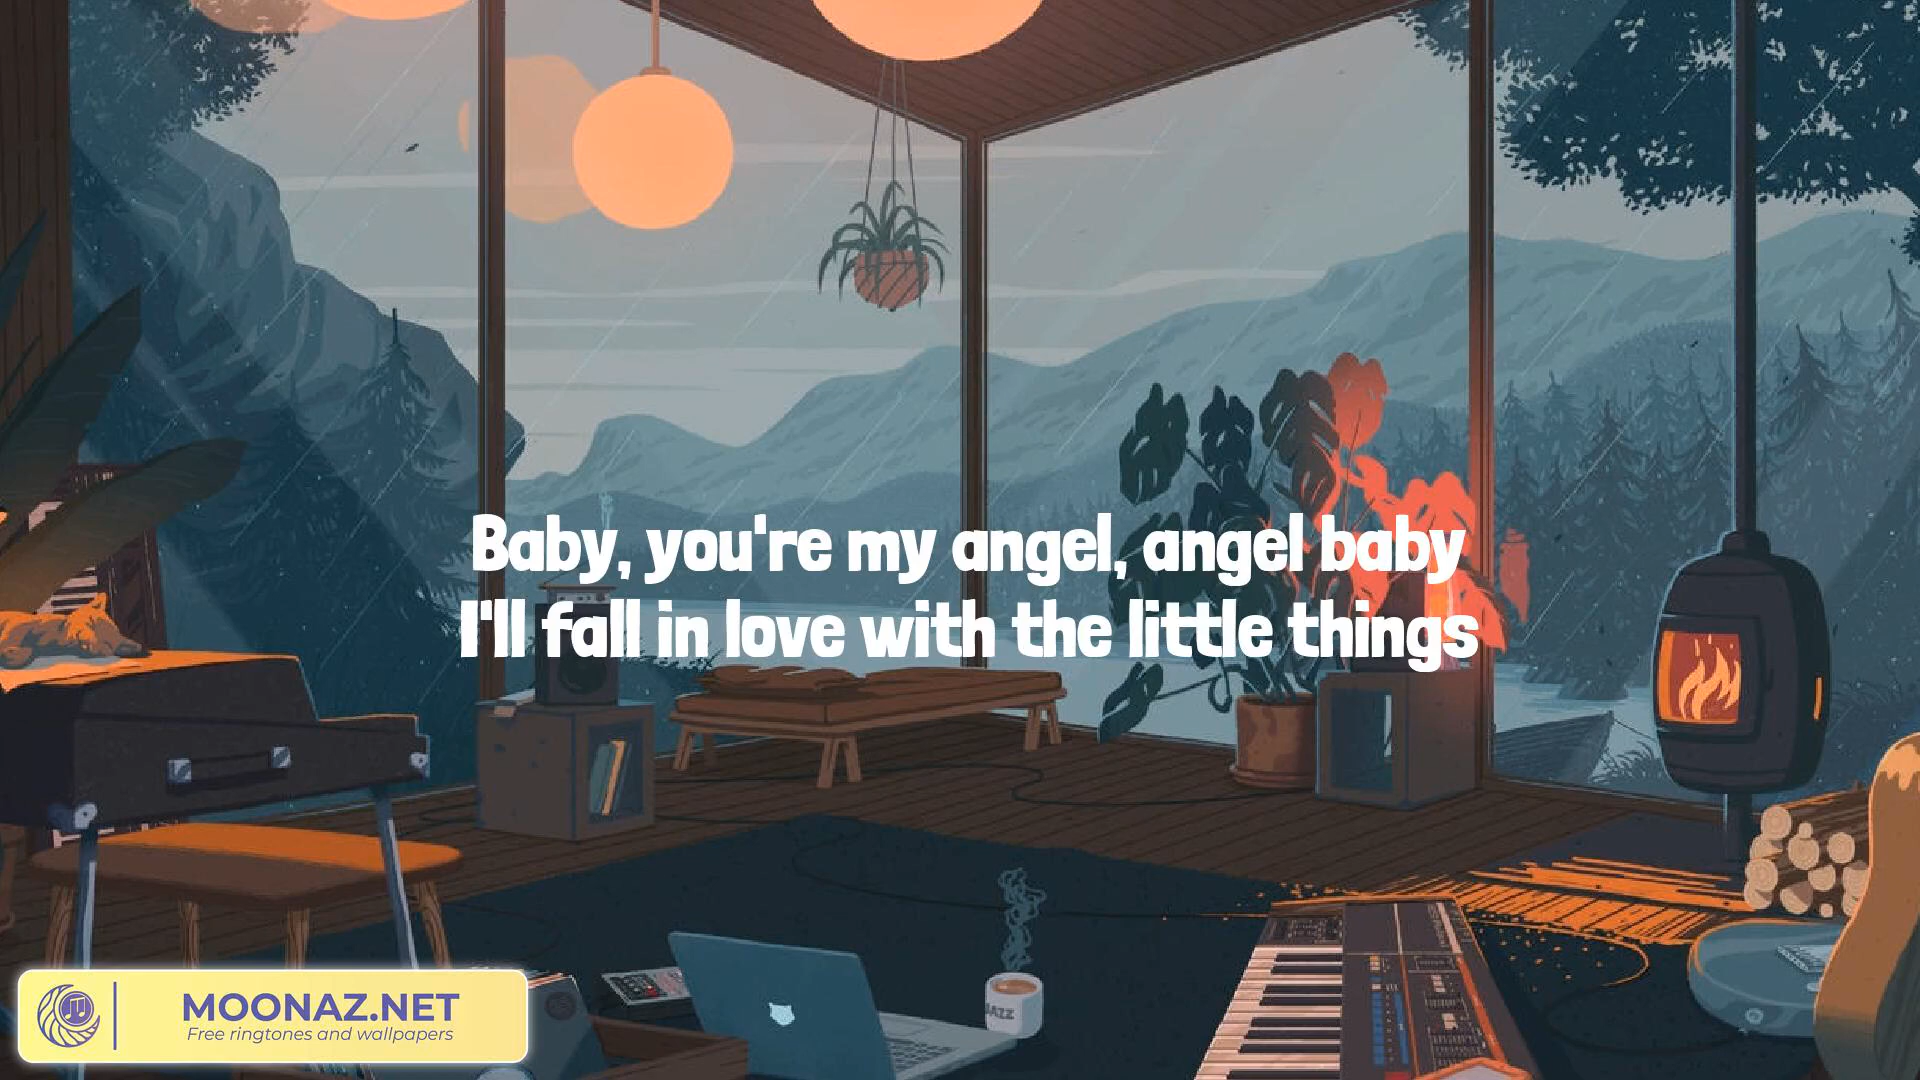 Baby, you're my angel, angel baby
I'll fall in love with the little things
JAZZ
MOONAZ.NET
Free ringtones and wallpapers